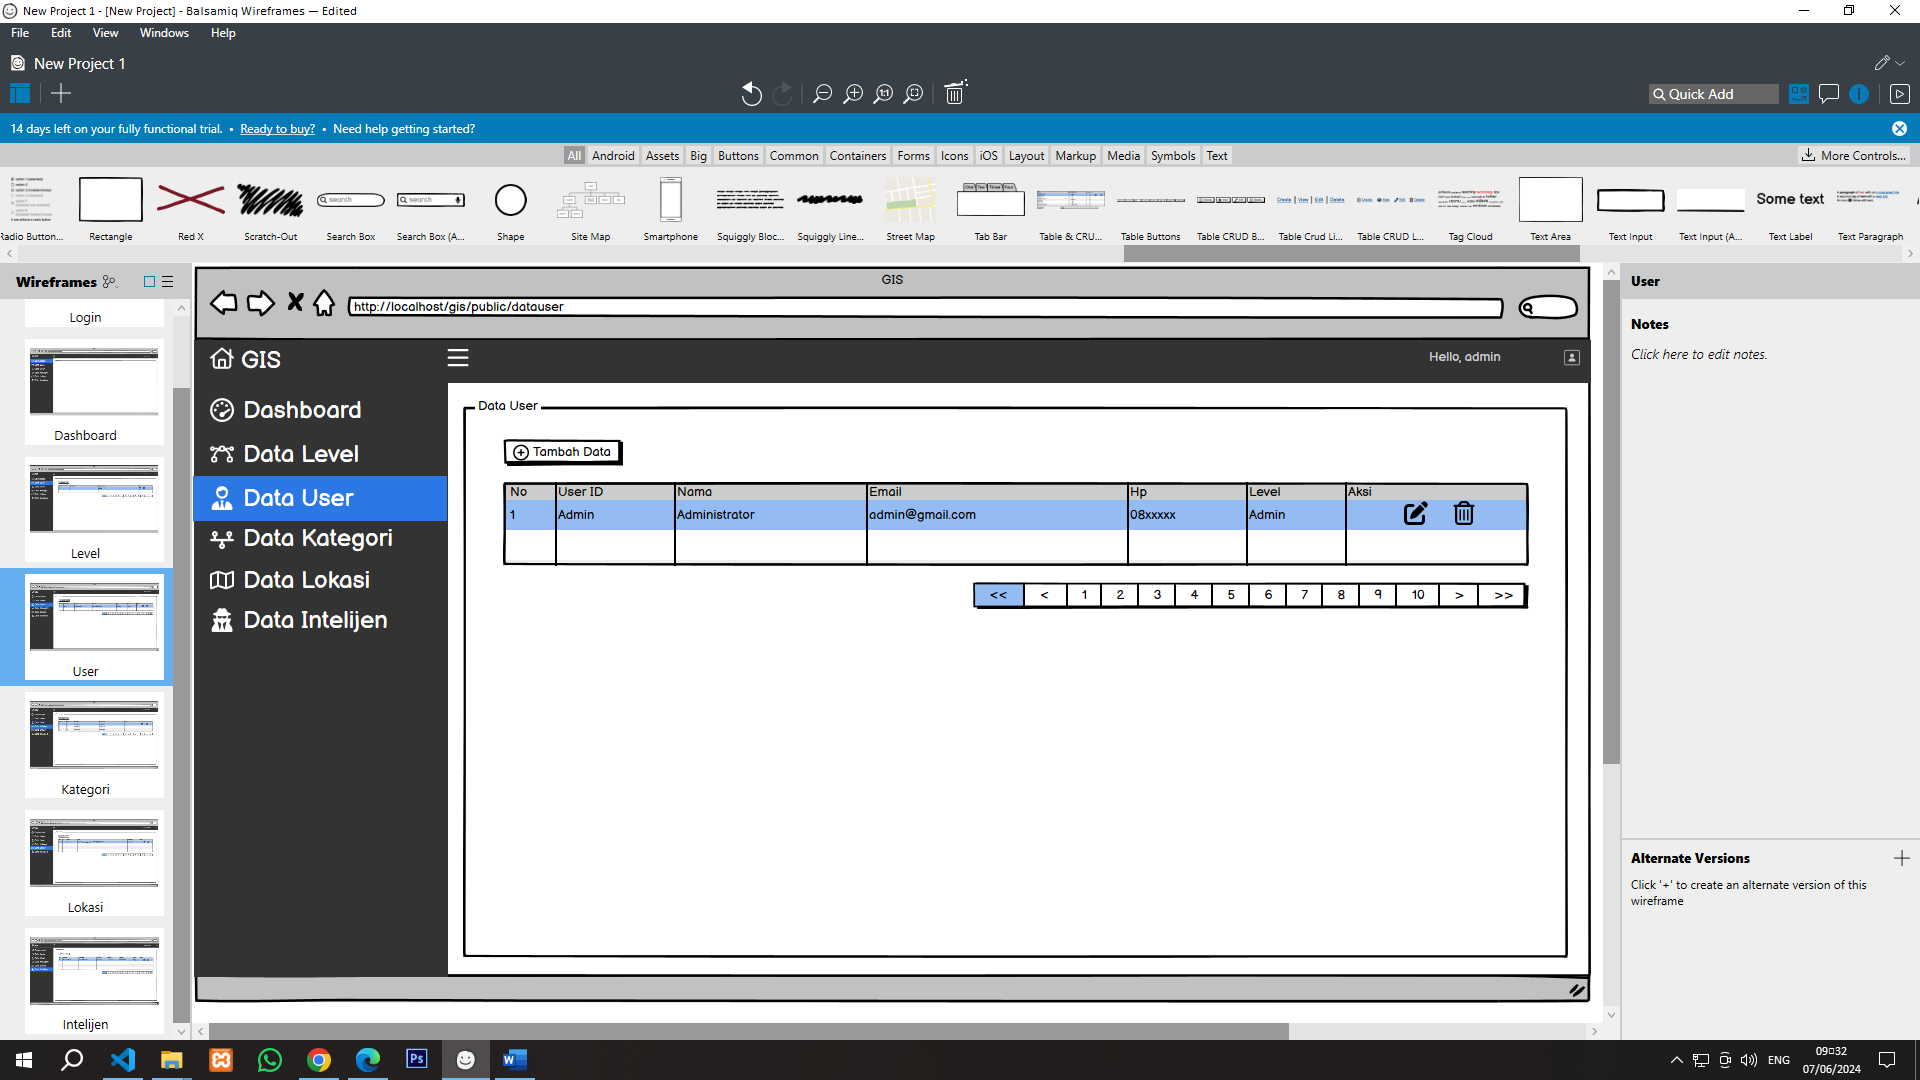 New Project 1 - [New Project] - Balsamiq Wireframes — Edited
File Edit View Windows Help
New Project 1
Quick Add
14 days left on your fully functional trial. • Ready to buy? • Need help getting started?
All Android Assets Big Buttons Common Containers Forms Icons iOS Layout Markup Media Symbols Text
More Controls...
search
search
One Two Three Four
Some text
Radio Button... Rectangle Red X Scratch-Out Search Box Search Box (A... Shape Site Map Smartphone Squiggly Bloc... Squiggly Line... Street Map Tab Bar Table & CRU... Table Buttons Table CRUD B... Table Crud Li... Table CRUD L... Tag Cloud Text Area Text Input Text Input (A... Text Label Text Paragraph
Wireframes
Login
Dashboard
Level
User
Kategori
Lokasi
Intelijen
GIS
http://localhost/gis/public/datauser
GIS
Hello, admin
Dashboard
Data Level
Data User
Data Kategori
Data Lokasi
Data Intelijen
Data User
Tambah Data
No User ID Nama Email Hp Level Aksi
1 Admin Administrator admin@gmail.com 08xxxxx Admin
<< < 1 2 3 4 5 6 7 8 9 10 > >>
User
Notes
Click here to edit notes.
Alternate Versions
Click '+' to create an alternate version of this
wireframe
ENG
09:32
07/06/2024